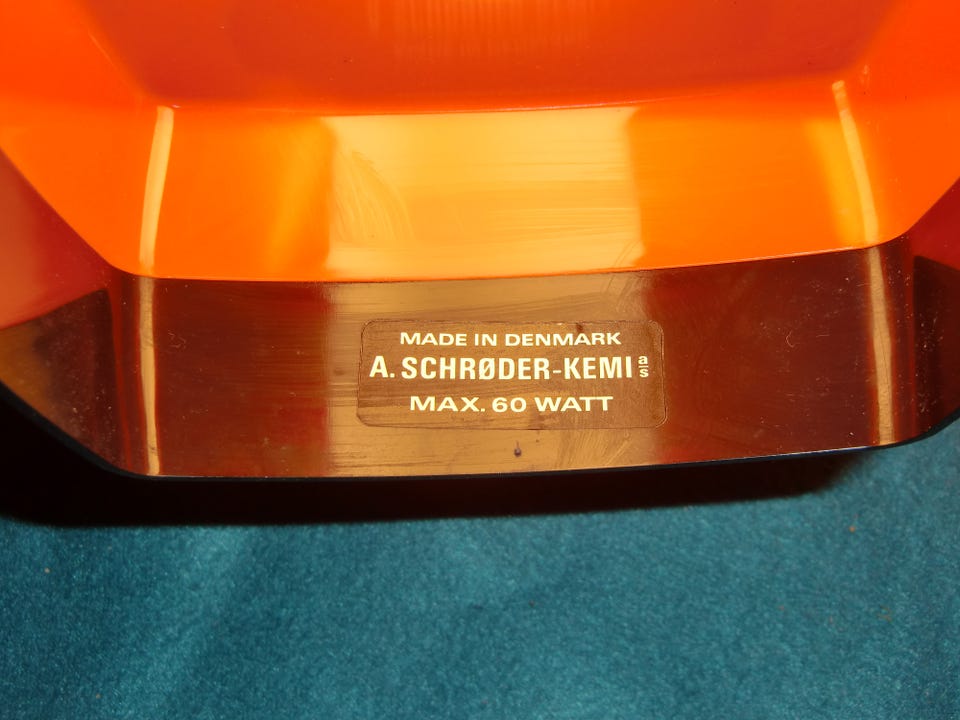 MADE IN DENMARK
A. SCHRØDER-KEMI a/s
MAX. 60 WATT